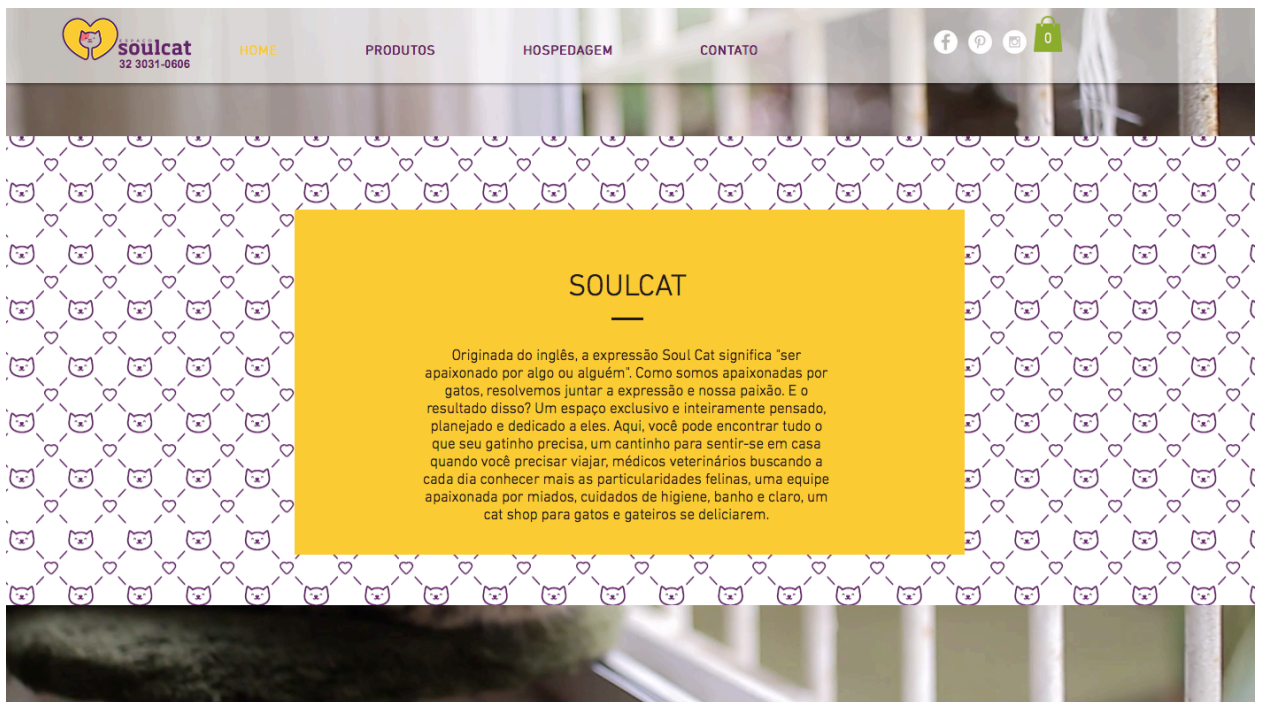 ESPAÇO
soulcat
32 3031-0606
HOME
PRODUTOS
HOSPEDAGEM
CONTATO
0
SOULCAT
Originada do inglês, a expressão Soul Cat significa "ser
apaixonado por algo ou alguém". Como somos apaixonadas por
gatos, resolvemos juntar a expressão e nossa paixão. E o
resultado disso? Um espaço exclusivo e inteiramente pensado,
planejado e dedicado a eles. Aqui, você pode encontrar tudo o
que seu gatinho precisa, um cantinho para sentir-se em casa
quando você precisar viajar, médicos veterinários buscando a
cada dia conhecer mais as particularidades felinas, uma equipe
apaixonada por miados, cuidados de higiene, banho e claro, um
cat shop para gatos e gateiros se deliciarem.